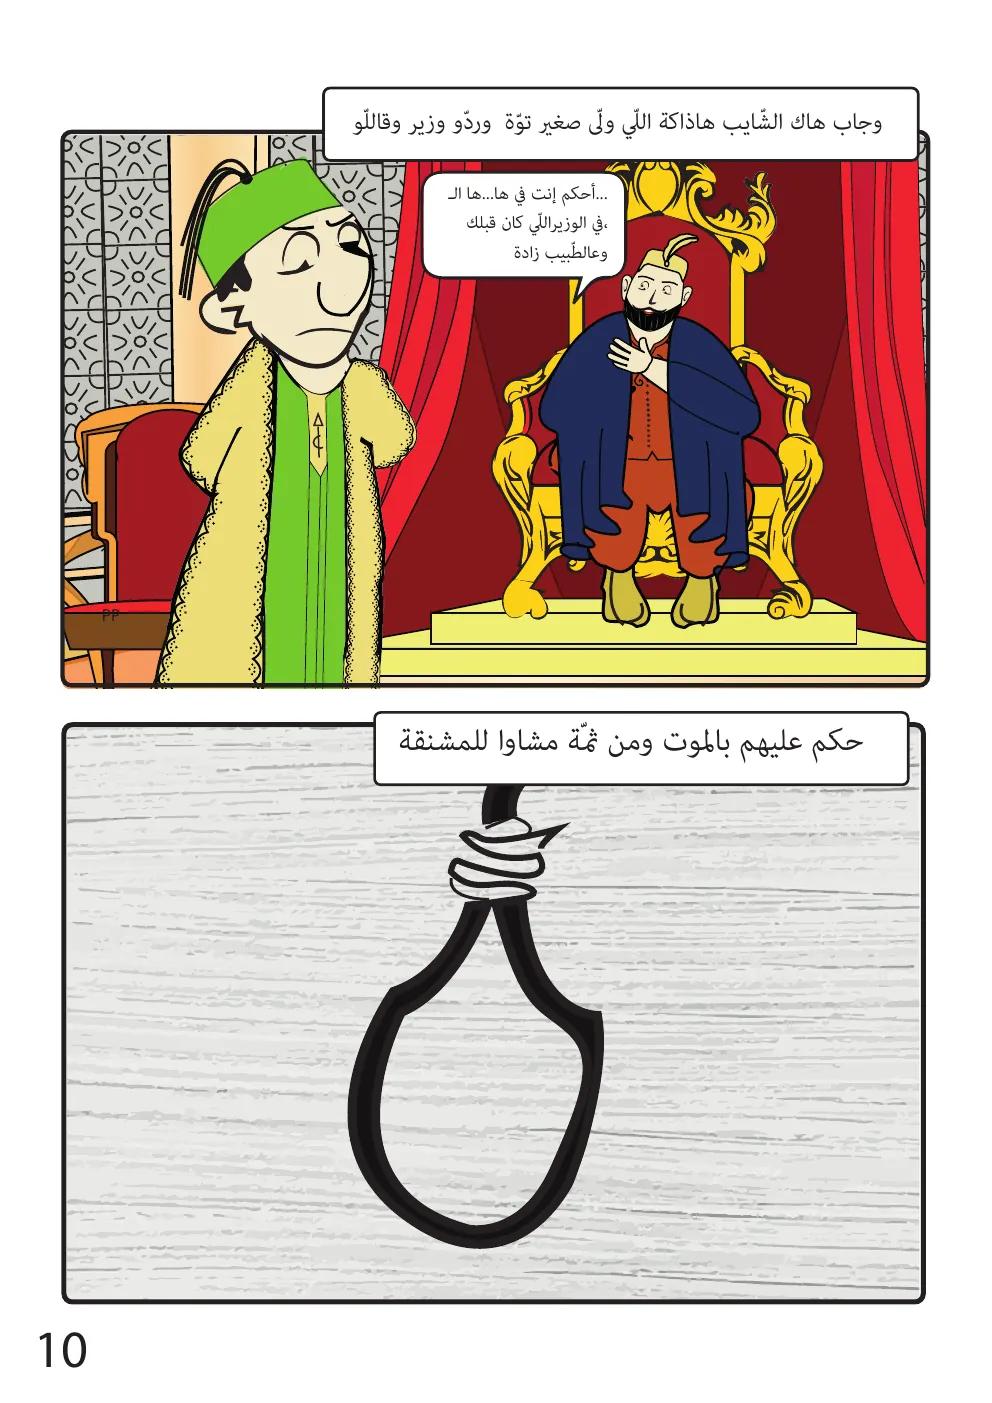 وجاب هاك الشّايب هاذاكة اللّي ولّى صغير توّة وردّو وزير وقاللّو
...أحكم إنت في ها...ها الـ
،في الوزيراللّي كان قبلك
وعالطّبيب زادة
PP
حكم عليهم بالموت ومن ثمّة مشاوا للمشنقة
10